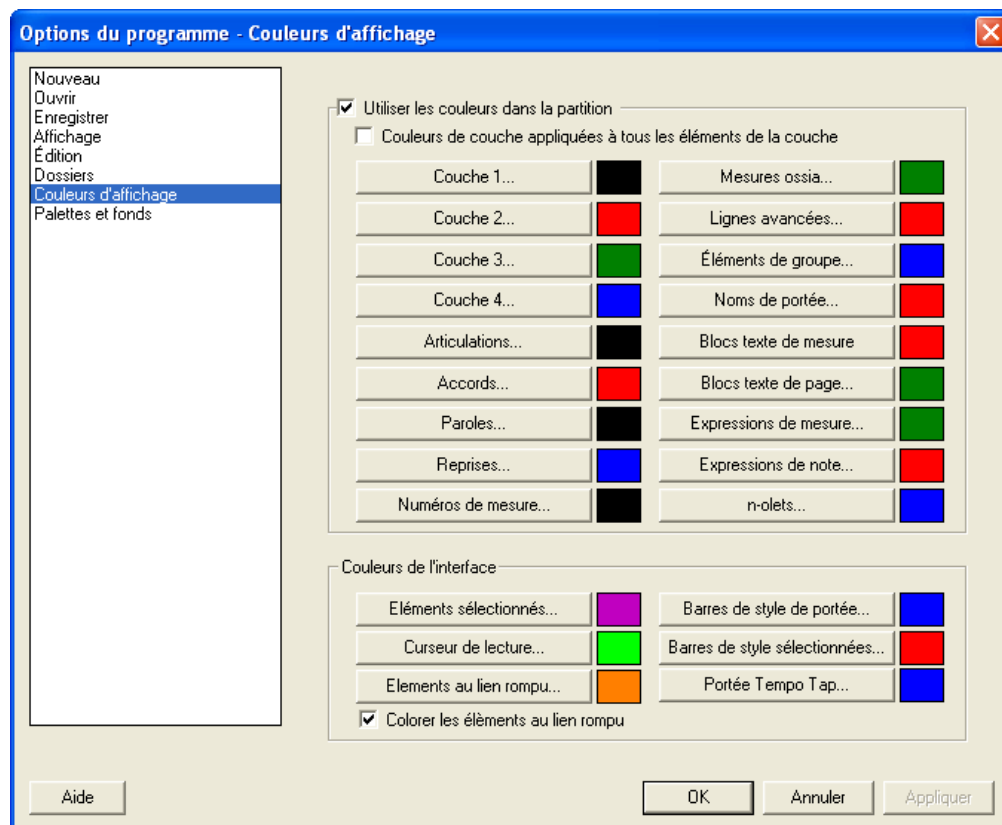 Options du programme - Couleurs d'affichage
Nouveau
Ouvrir
Enregistrer
Affichage
Édition
Dossiers
Couleurs d'affichage
Palettes et fonds
Utiliser les couleurs dans la partition
Couleurs de couche appliquées à tous les éléments de la couche
Couche 1...
Mesures ossia...
Couche 2...
Lignes avancées...
Couche 3...
Éléments de groupe...
Couche 4...
Noms de portée...
Articulations...
Blocs texte de mesure
Accords...
Blocs texte de page...
Paroles...
Expressions de mesure...
Reprises...
Expressions de note...
Numéros de mesure...
n-olets...
Couleurs de l'interface
Eléments sélectionnés...
Barres de style de portée...
Curseur de lecture...
Barres de style sélectionnées...
Elements au lien rompu...
Portée Tempo Tap...
Colorer les élèments au lien rompu
Aide
OK
Annuler
Appliquer